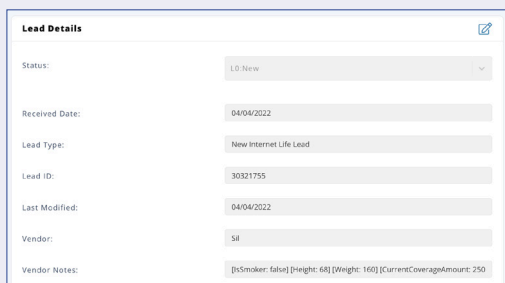 Lead Details
Status: L0:New
Received Date: 04/04/2022
Lead Type: New Internet Life Lead
Lead ID: 30321755
Last Modified: 04/04/2022
Vendor: Sil
Vendor Notes: [IsSmoker: false] [Height: 68] [Weight: 160] [CurrentCoverageAmount: 250